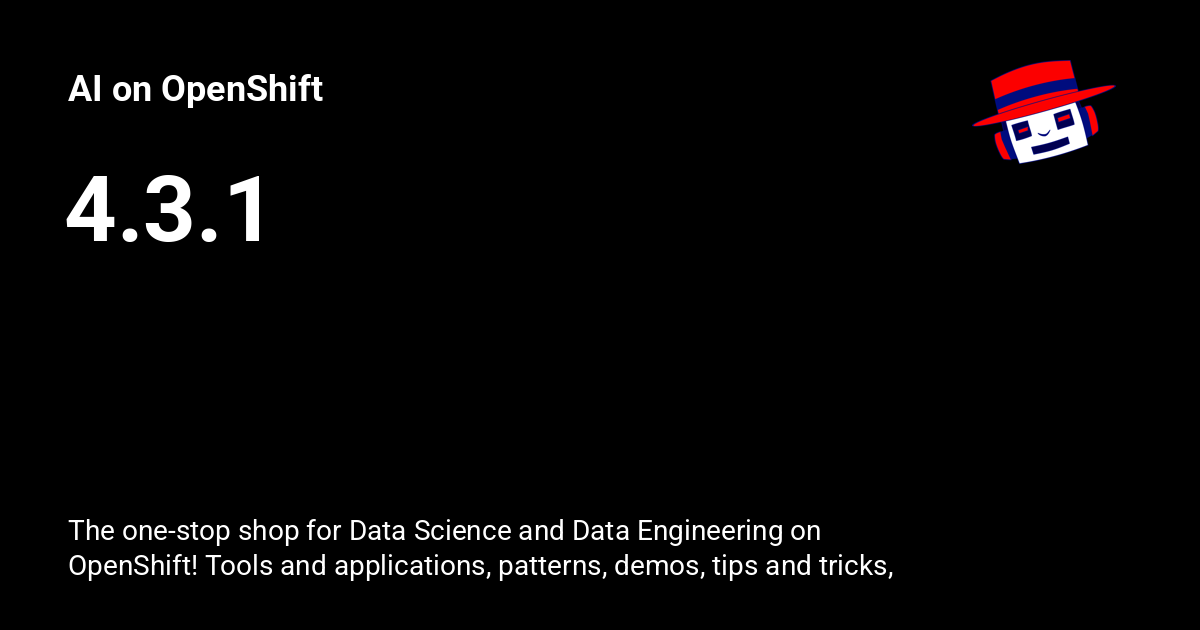 AI on OpenShift
4.3.1
The one-stop shop for Data Science and Data Engineering on
OpenShift! Tools and applications, patterns, demos, tips and tricks,